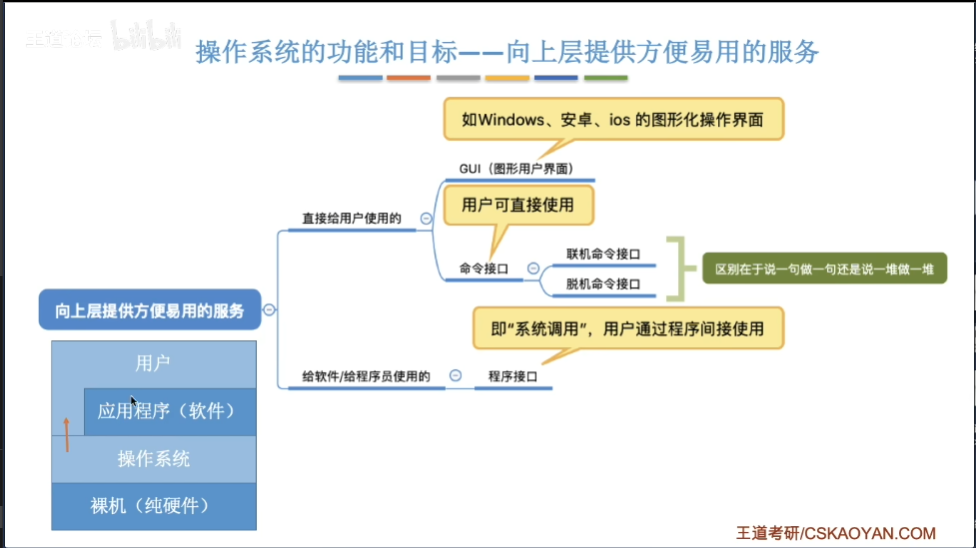 王道论坛 bilibili
操作系统的功能和目标——向上层提供方便易用的服务
如Windows、安卓、ios 的图形化操作界面
GUI（图形用户界面）
用户可直接使用
直接给用户使用的
命令接口
联机命令接口
脱机命令接口
区别在于说一句做一句还是说一堆做一堆
向上层提供方便易用的服务
即“系统调用”，用户通过程序间接使用
给软件/给程序员使用的
程序接口
用户
应用程序（软件）
操作系统
裸机（纯硬件）
王道考研/CSKAOYAN.COM